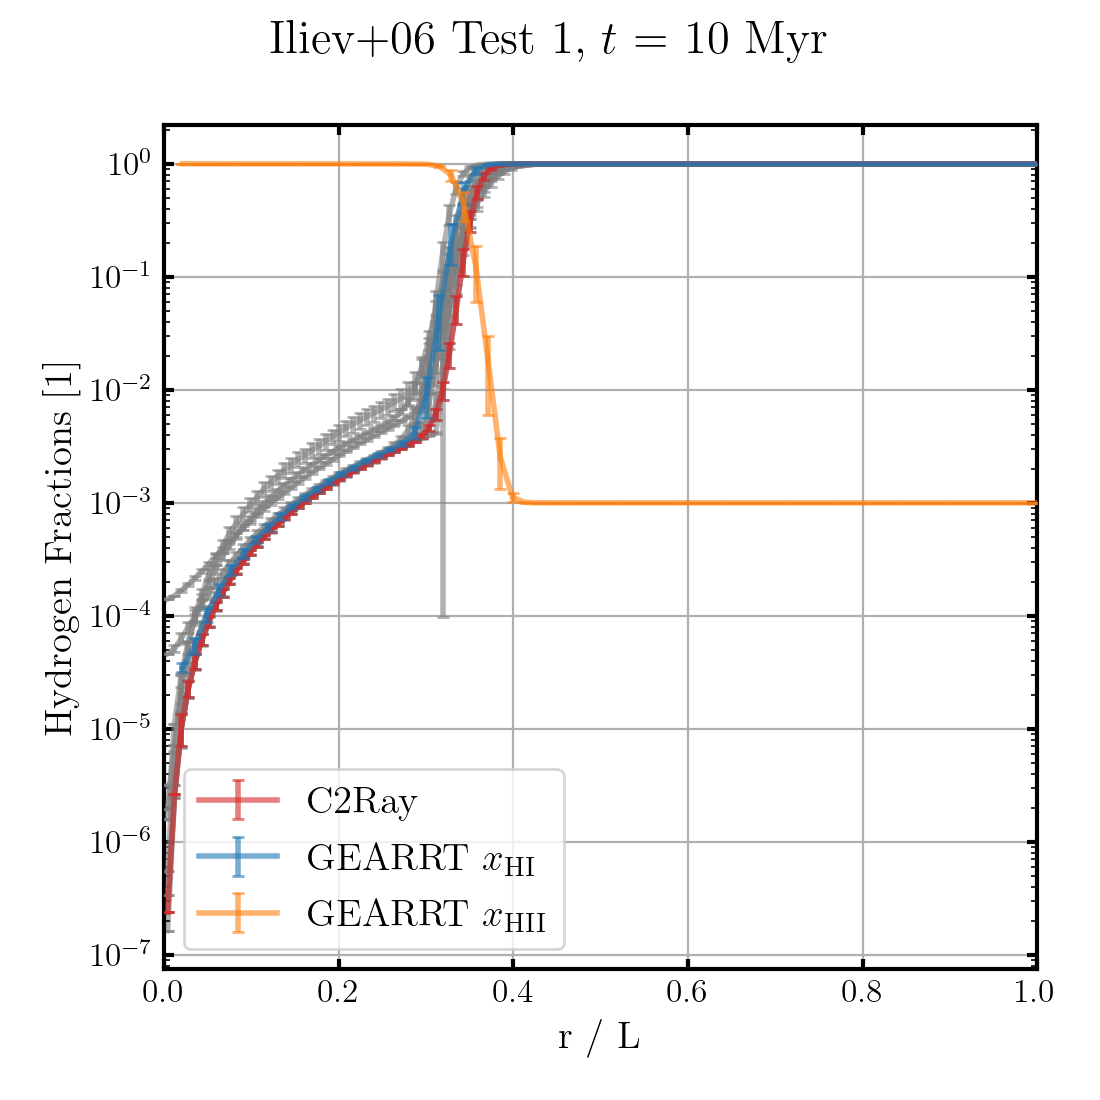 Iliev+06 Test 1, t = 10 Myr
Hydrogen Fractions [1]
10⁰
10⁻¹
10⁻²
10⁻³
10⁻⁴
10⁻⁵
10⁻⁶
10⁻⁷
C2Ray
GEARRT x_HI
GEARRT x_HII
0.0 0.2 0.4 0.6 0.8 1.0
r / L